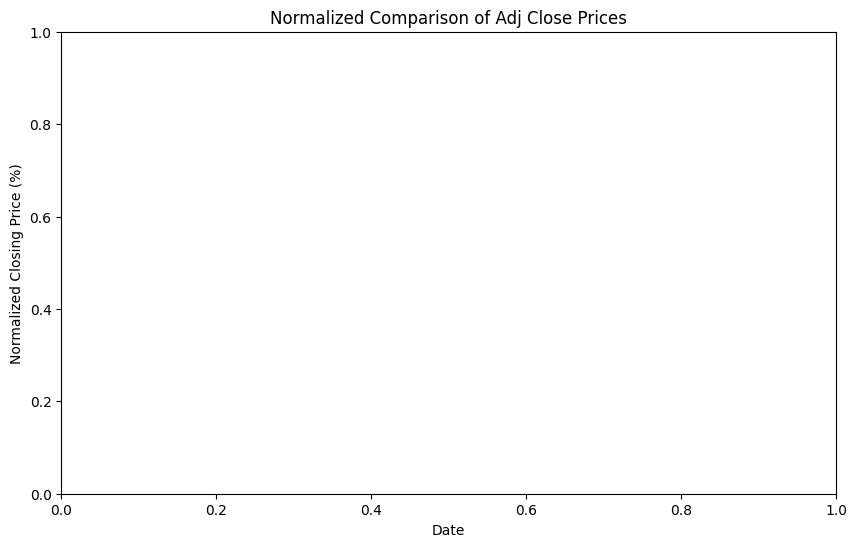 Normalized Comparison of Adj Close Prices
1.0
0.8
0.6
0.4
0.2
0.0
Normalized Closing Price (%)
0.0 0.2 0.4 0.6 0.8 1.0
Date